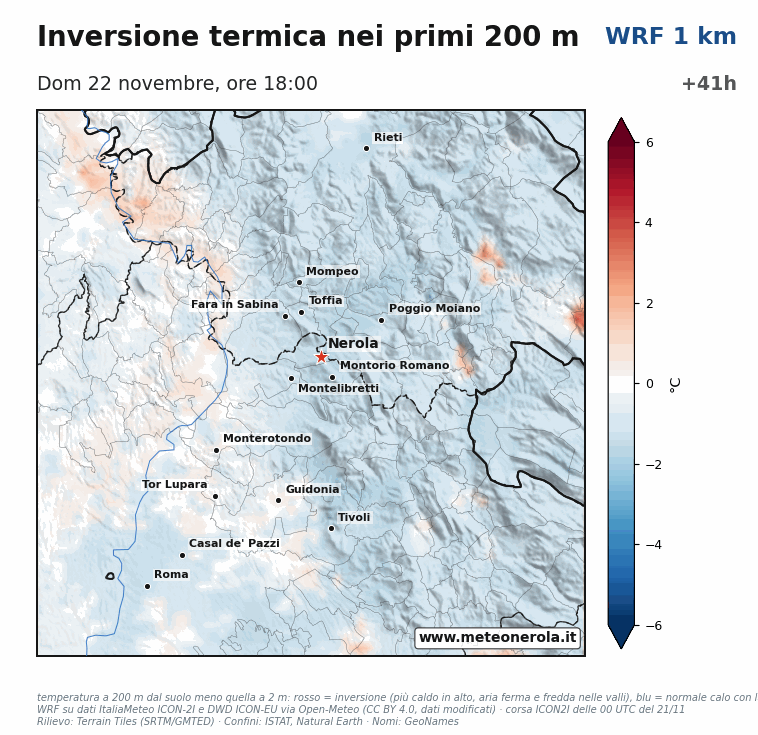 Inversione termica nei primi 200 m
WRF 1 km
Dom 22 novembre, ore 18:00
+41h
Rieti
Mompeo
Toffia
Fara in Sabina
Poggio Moiano
Nerola
Montorio Romano
Montelibretti
Monterotondo
Tor Lupara
Guidonia
Tivoli
Casal de' Pazzi
Roma
www.meteonerola.it
6
4
2
0
−2
−4
−6
°C
temperatura a 200 m dal suolo meno quella a 2 m: rosso = inversione (più caldo in alto, aria ferma e fredda nelle valli), blu = normale calo con l
WRF su dati ItaliaMeteo ICON-2I e DWD ICON-EU via Open-Meteo (CC BY 4.0, dati modificati) · corsa ICON2I delle 00 UTC del 21/11
Rilievo: Terrain Tiles (SRTM/GMTED) · Confini: ISTAT, Natural Earth · Nomi: GeoNames